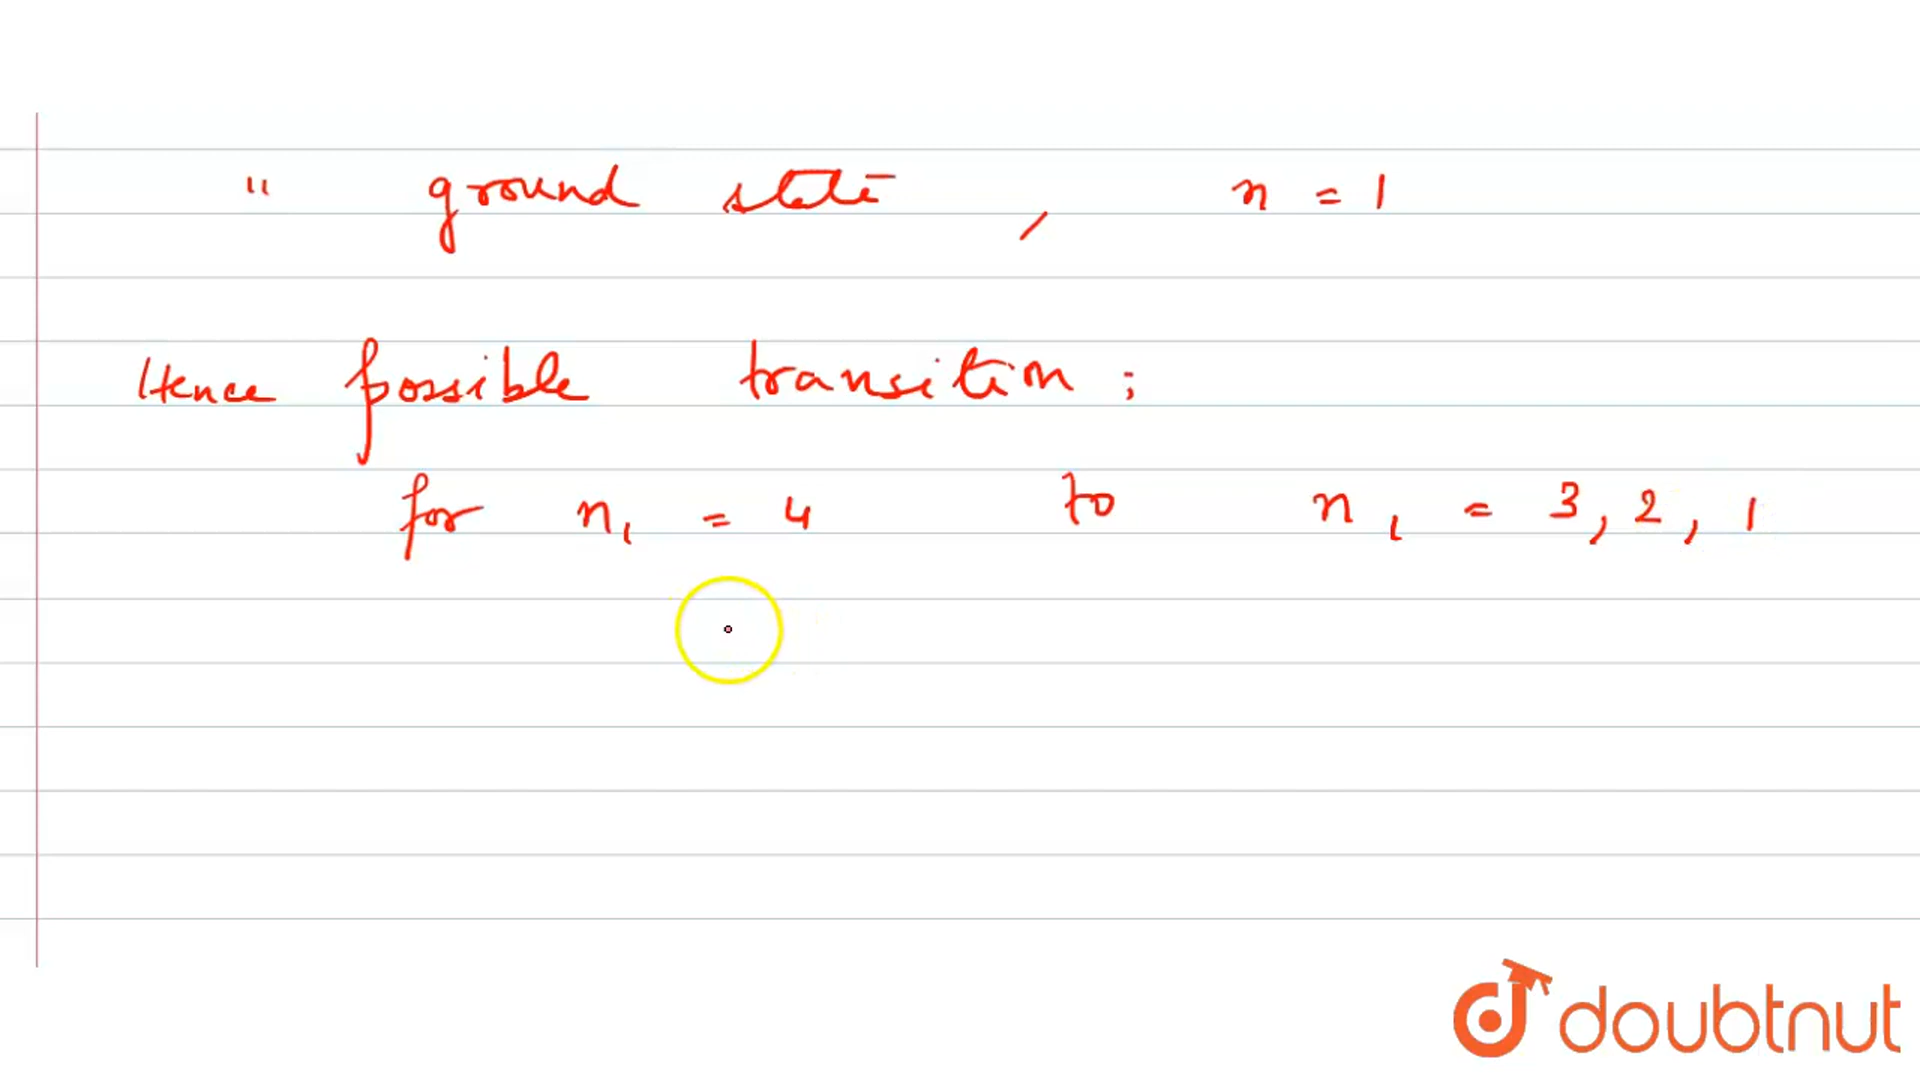 " ground state, n = 1
Hence possible transition :
for n₁ = 4 to n₁ = 3, 2, 1
doubtnut